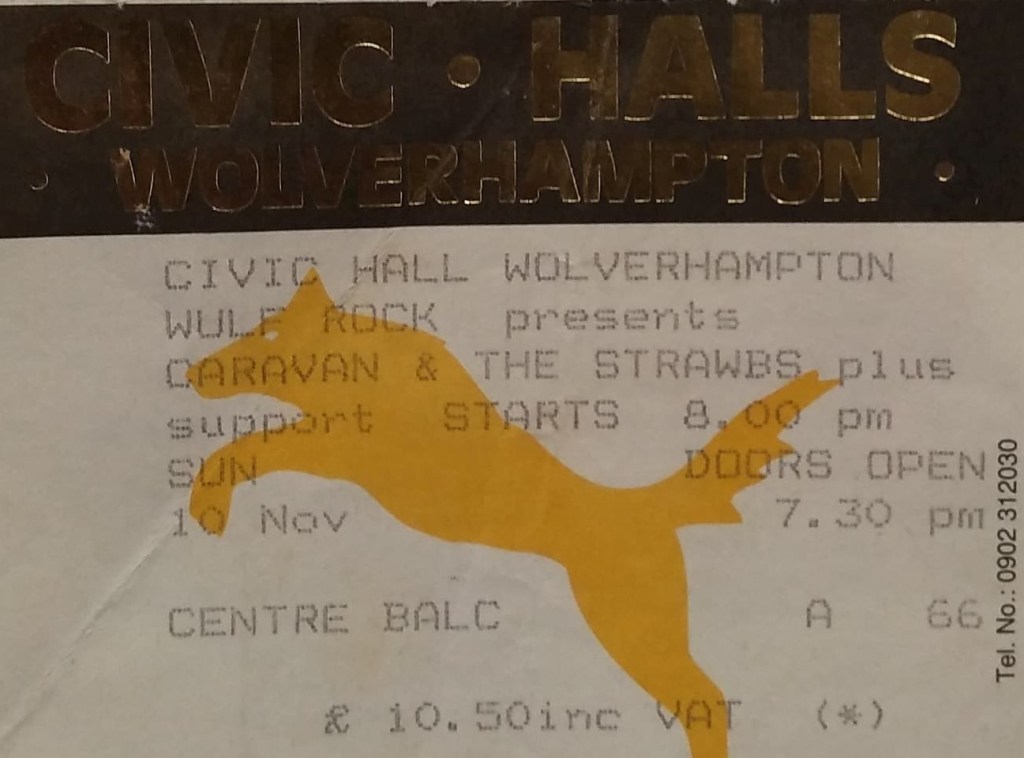 CIVIC • HALLS
• WOLVERHAMPTON •
CIVIC HALL WOLVERHAMPTON
WULF ROCK presents
CARAVAN & THE STRAWBS plus
support STARTS 8.00 pm
SUN DOORS OPEN
10 Nov 7.30 pm
CENTRE BALC A 66
£ 10.50inc VAT (*)
Tel. No.: 0902 312030